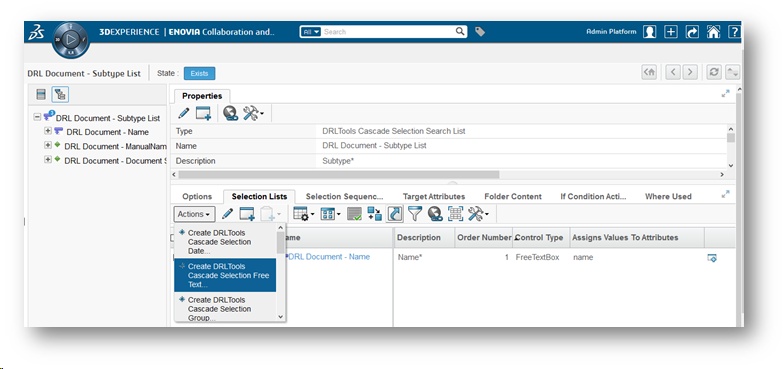 3DEXPERIENCE | ENOVIA Collaboration and..
All
Search
Admin Platform
DRL Document - Subtype List
State :
Exists
DRL Document - Subtype List
DRL Document - Name
DRL Document - ManualNam
DRL Document - Document S
Properties
Type
DRLTools Cascade Selection Search List
Name
DRL Document - Subtype List
Description
Subtype*
Options
Selection Lists
Selection Sequenc...
Target Attributes
Folder Content
If Condition Acti...
Where Used
Actions
Create DRLTools
Cascade Selection
Date...
Create DRLTools
Cascade Selection Free
Text...
Create DRLTools
Cascade Selection
Group...
ame
Description
Order Number
Control Type
Assigns Values To Attributes
*DRL Document - Name
Name*
1
FreeTextBox
name